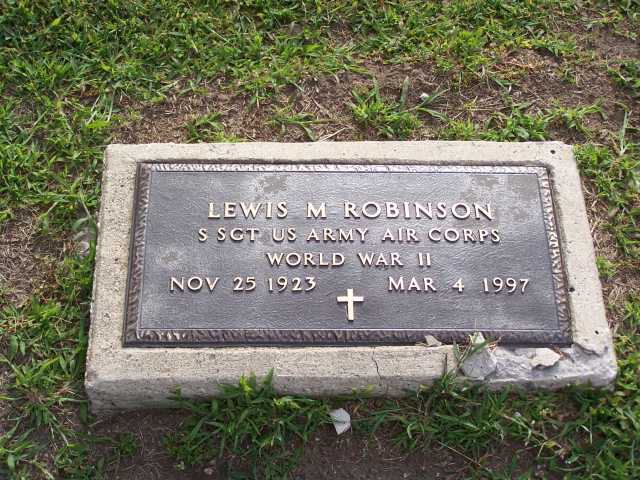 LEWIS M ROBINSON
S SGT US ARMY AIR CORPS
WORLD WAR II
NOV 25 1923 MAR 4 1997